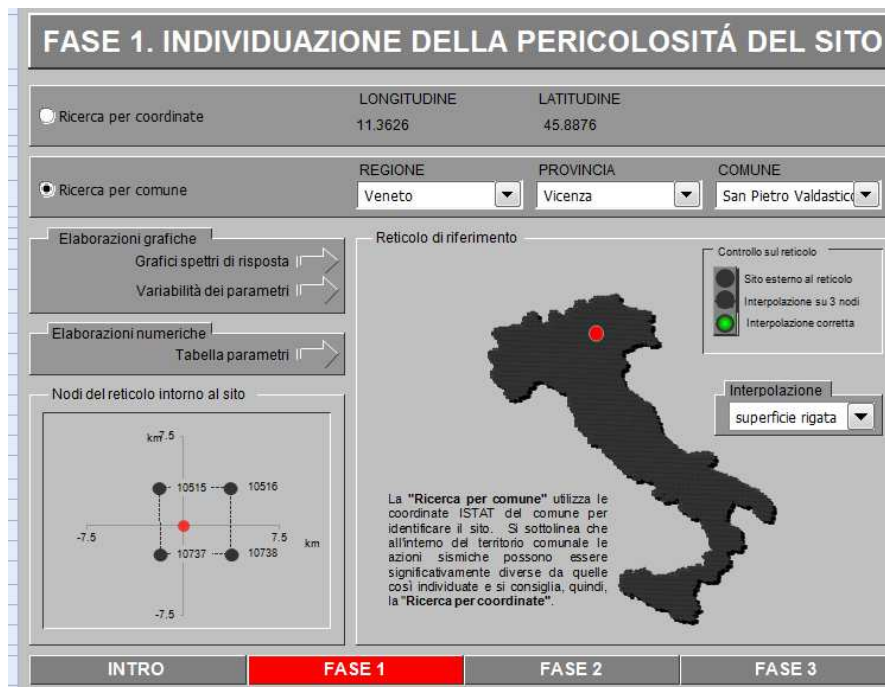 FASE 1. INDIVIDUAZIONE DELLA PERICOLOSITÁ DEL SITO
LONGITUDINE LATITUDINE
Ricerca per coordinate 11.3626 45.8876
REGIONE PROVINCIA COMUNE
Ricerca per comune Veneto Vicenza San Pietro Valdastico
Elaborazioni grafiche
Grafici spettri di risposta
Variabilità dei parametri
Elaborazioni numeriche
Tabella parametri
Nodi del reticolo intorno al sito
km 7.5
10515 10516
-7.5 7.5 km
10737 10738
-7.5
Reticolo di riferimento
Controllo sul reticolo
Sito esterno al reticolo
Interpolazione su 3 nodi
Interpolazione corretta
Interpolazione
superficie rigata
La "Ricerca per comune" utilizza le
coordinate ISTAT del comune per
identificare il sito. Si sottolinea che
all'interno del territorio comunale le
azioni sismiche possono essere
significativamente diverse da quelle
così individuate e si consiglia, quindi,
la "Ricerca per coordinate".
INTRO FASE 1 FASE 2 FASE 3